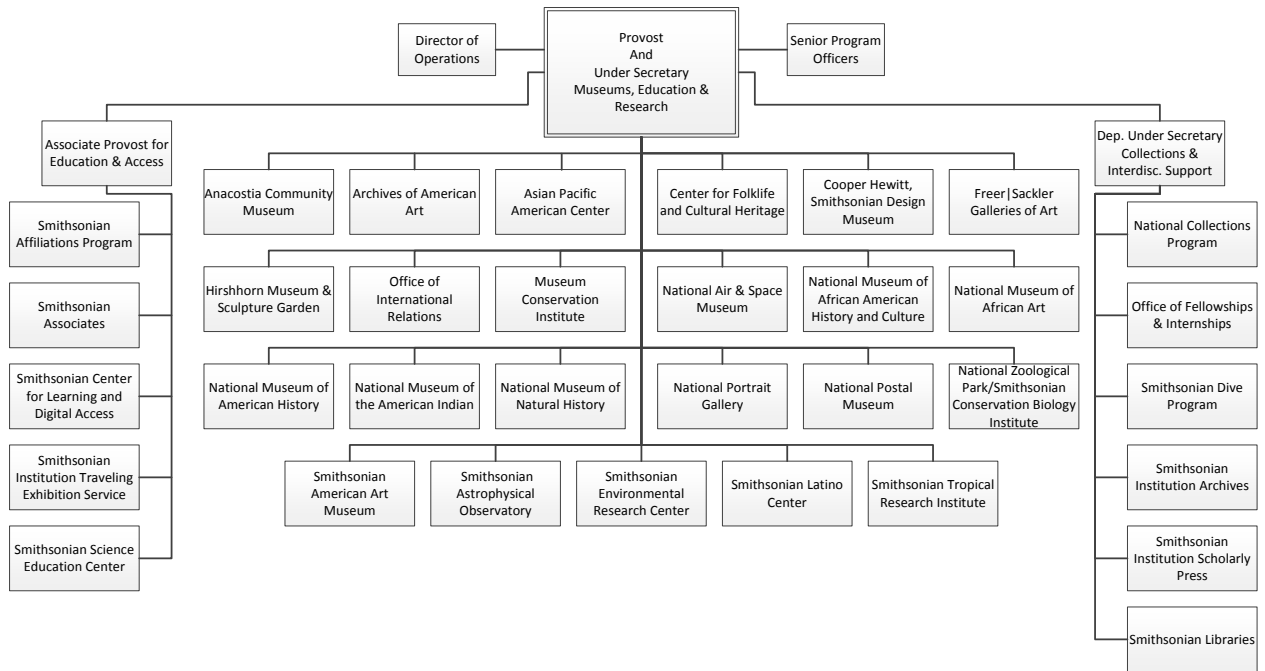 Director of
Operations
Provost
And
Under Secretary
Museums, Education &
Research
Senior Program
Officers
Associate Provost for
Education & Access
Dep. Under Secretary
Collections &
Interdisc. Support
Anacostia Community
Museum
Archives of American
Art
Asian Pacific
American Center
Center for Folklife
and Cultural Heritage
Cooper Hewitt,
Smithsonian Design
Museum
Freer|Sackler
Galleries of Art
Hirshhorn Museum &
Sculpture Garden
Office of
International
Relations
Museum
Conservation
Institute
National Air & Space
Museum
National Museum of
African American
History and Culture
National Museum of
African Art
National Museum of
American History
National Museum of
the American Indian
National Museum of
Natural History
National Portrait
Gallery
National Postal
Museum
National Zoological
Park/Smithsonian
Conservation Biology
Institute
Smithsonian
American Art
Museum
Smithsonian
Astrophysical
Observatory
Smithsonian
Environmental
Research Center
Smithsonian Latino
Center
Smithsonian Tropical
Research Institute
Smithsonian
Affiliations Program
Smithsonian
Associates
Smithsonian Center
for Learning and
Digital Access
Smithsonian
Institution Traveling
Exhibition Service
Smithsonian Science
Education Center
National Collections
Program
Office of Fellowships
& Internships
Smithsonian Dive
Program
Smithsonian
Institution Archives
Smithsonian
Institution Scholarly
Press
Smithsonian Libraries